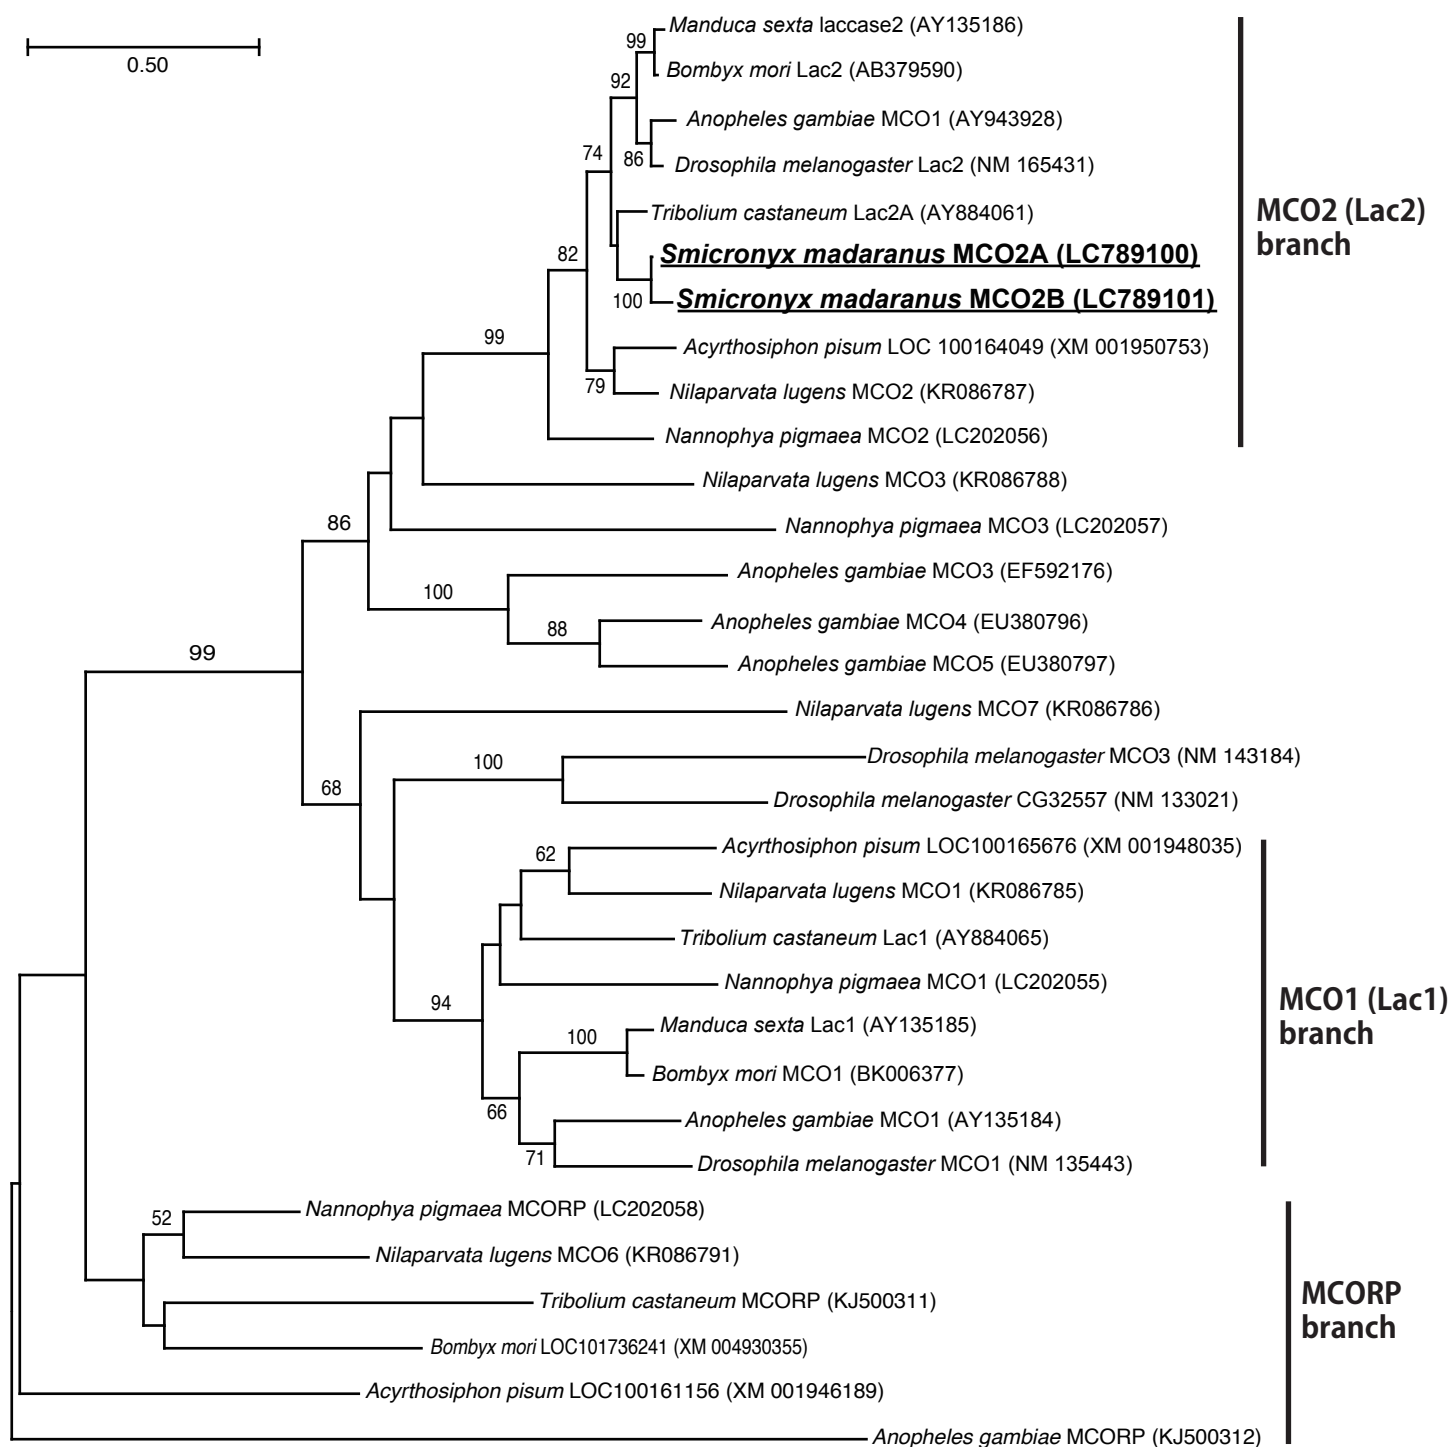 Manduca sexta laccase2 (AY135186)
99
0.50
Bombyx mori Lac2 (AB379590)
92
Anopheles gambiae MCO1 (AY943928)
74
86
Drosophila melanogaster Lac2 (NM 165431)
Tribolium castaneum Lac2A (AY884061)
MCO2 (Lac2)
branch
82
Smicronyx madaranus MCO2A (LC789100)
100
Smicronyx madaranus MCO2B (LC789101)
99
Acyrthosiphon pisum LOC 100164049 (XM 001950753)
79
Nilaparvata lugens MCO2 (KR086787)
Nannophya pigmaea MCO2 (LC202056)
Nilaparvata lugens MCO3 (KR086788)
86
Nannophya pigmaea MCO3 (LC202057)
Anopheles gambiae MCO3 (EF592176)
100
Anopheles gambiae MCO4 (EU380796)
88
99
Anopheles gambiae MCO5 (EU380797)
Nilaparvata lugens MCO7 (KR086786)
100
Drosophila melanogaster MCO3 (NM 143184)
68
Drosophila melanogaster CG32557 (NM 133021)
62
Acyrthosiphon pisum LOC100165676 (XM 001948035)
Nilaparvata lugens MCO1 (KR086785)
Tribolium castaneum Lac1 (AY884065)
Nannophya pigmaea MCO1 (LC202055)
MCO1 (Lac1)
branch
94
Manduca sexta Lac1 (AY135185)
100
Bombyx mori MCO1 (BK006377)
66
Anopheles gambiae MCO1 (AY135184)
71
Drosophila melanogaster MCO1 (NM 135443)
Nannophya pigmaea MCORP (LC202058)
52
Nilaparvata lugens MCO6 (KR086791)
Tribolium castaneum MCORP (KJ500311)
MCORP
branch
Bombyx mori LOC101736241 (XM 004930355)
Acyrthosiphon pisum LOC100161156 (XM 001946189)
Anopheles gambiae MCORP (KJ500312)